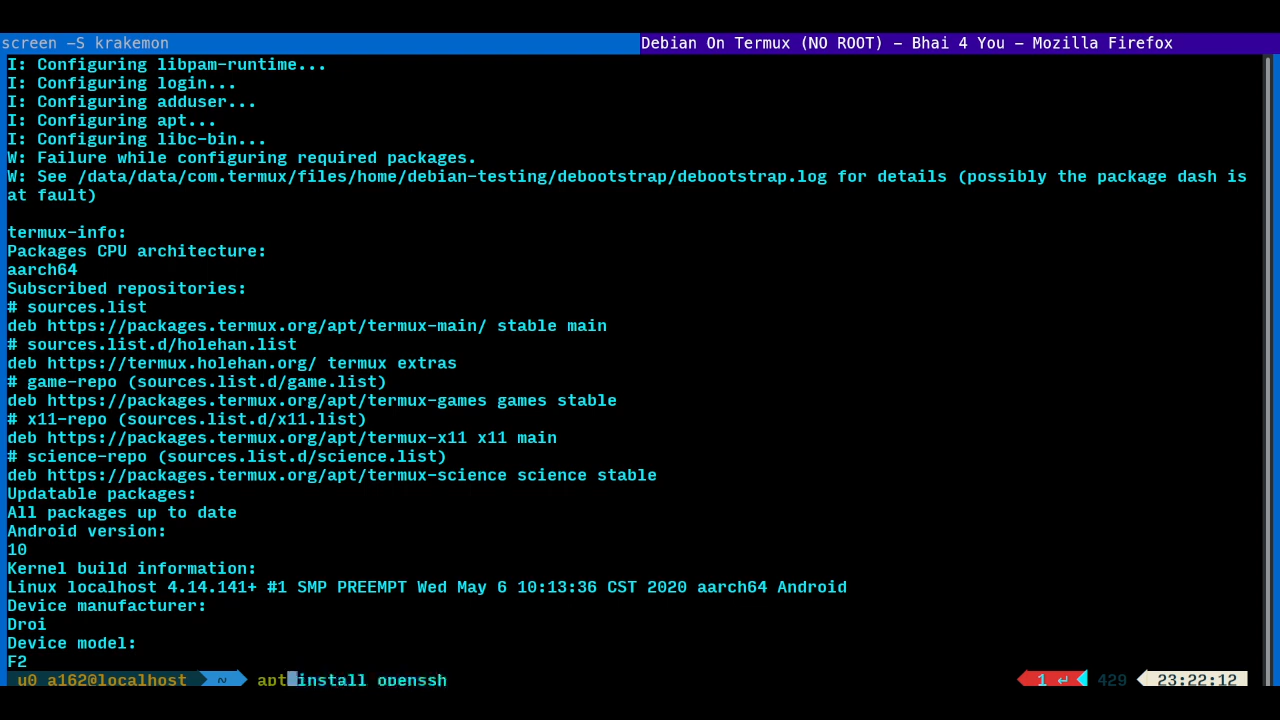 screen -S krakemon
Debian On Termux (NO ROOT) - Bhai 4 You — Mozilla Firefox
I: Configuring libpam-runtime...
I: Configuring login...
I: Configuring adduser...
I: Configuring apt...
I: Configuring libc-bin...
W: Failure while configuring required packages.
W: See /data/data/com.termux/files/home/debian-testing/debootstrap/debootstrap.log for details (possibly the package dash is
at fault)
termux-info:
Packages CPU architecture:
aarch64
Subscribed repositories:
# sources.list
deb https://packages.termux.org/apt/termux-main/ stable main
# sources.list.d/holehan.list
deb https://termux.holehan.org/ termux extras
# game-repo (sources.list.d/game.list)
deb https://packages.termux.org/apt/termux-games games stable
# x11-repo (sources.list.d/x11.list)
deb https://packages.termux.org/apt/termux-x11 x11 main
# science-repo (sources.list.d/science.list)
deb https://packages.termux.org/apt/termux-science science stable
Updatable packages:
All packages up to date
Android version:
10
Kernel build information:
Linux localhost 4.14.141+ #1 SMP PREEMPT Wed May 6 10:13:36 CST 2020 aarch64 Android
Device manufacturer:
Droi
Device model:
F2
u0_a162@localhost ~ apt install openssh 1 ↵ 429 23:22:12